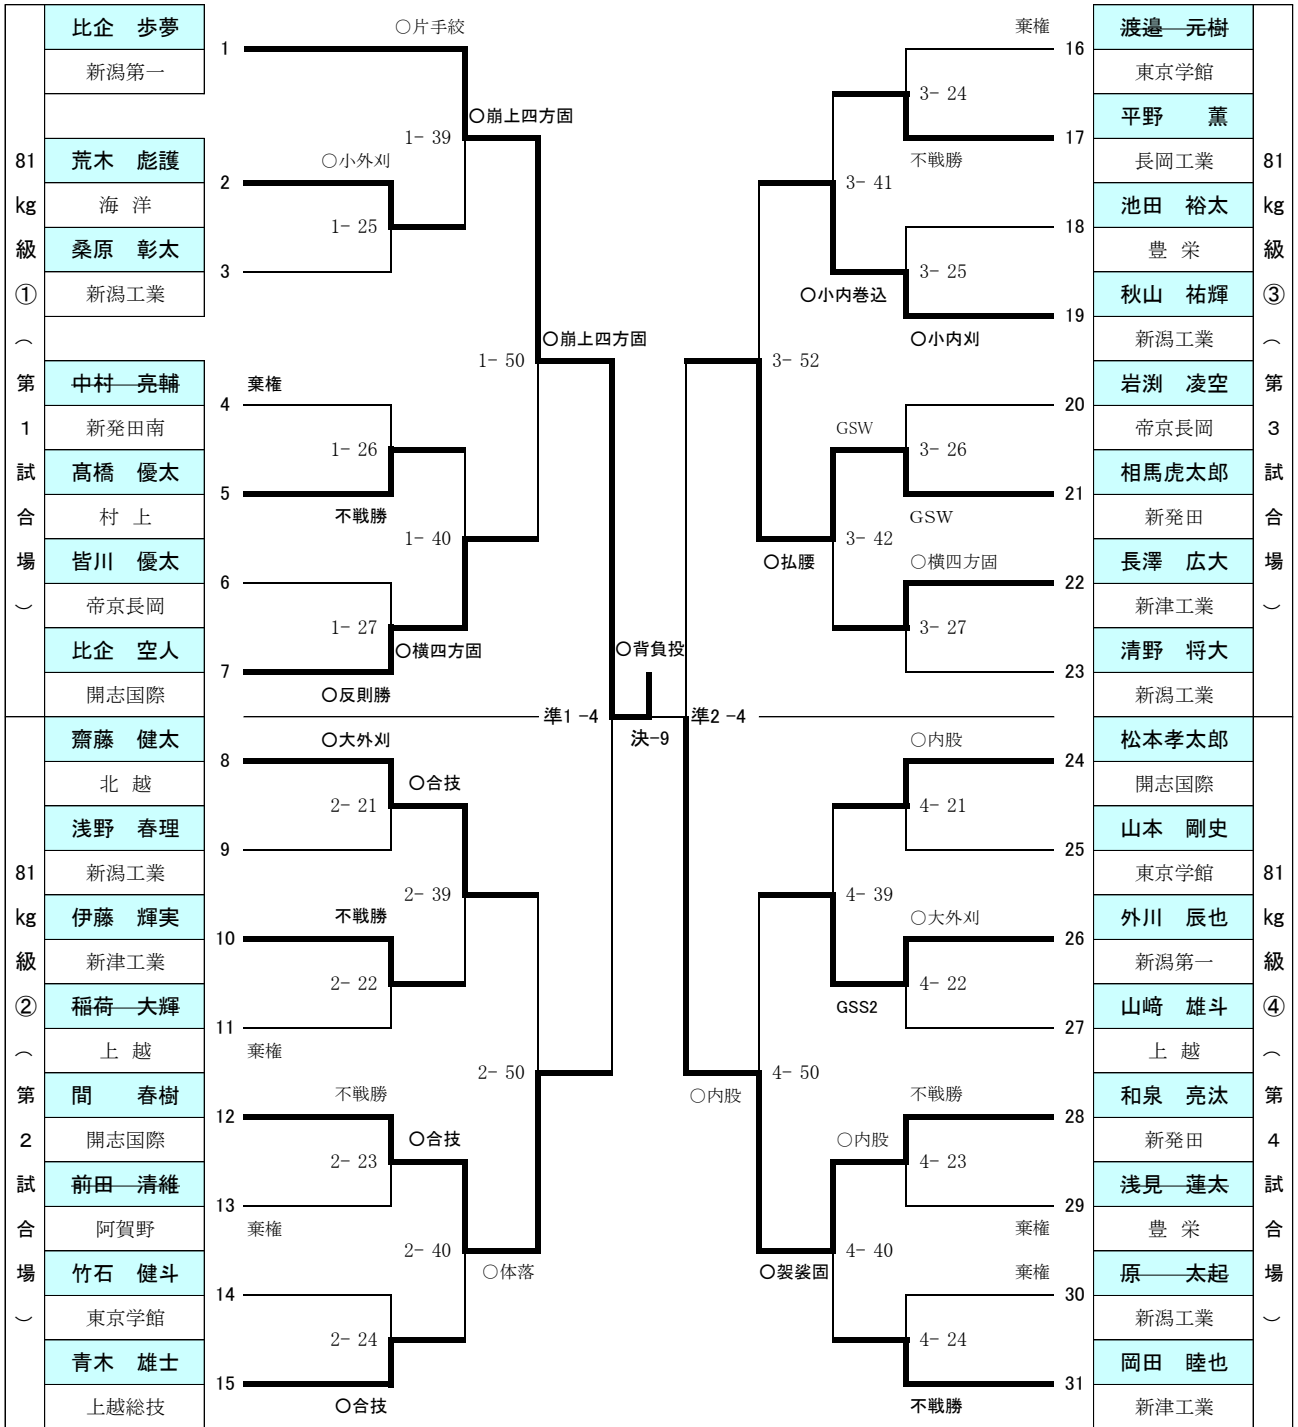 81kg級①（第1試合場）
比企　歩夢
新潟第一
1
○片手絞
荒木　彪護
海 洋
2
○小外刈
桑原　彰太
新潟工業
3
1- 25
1- 39
○崩上四方固
中村　亮輔
新発田南
4
棄権
髙橋　優太
村 上
5
不戦勝
1- 26
皆川　優太
帝京長岡
6
比企　空人
開志国際
7
○反則勝
1- 27
○横四方固
1- 40
1- 50
○崩上四方固
81kg級②（第2試合場）
齋藤　健太
北 越
8
○大外刈
浅野　春理
新潟工業
9
2- 21
○合技
伊藤　輝実
新津工業
10
不戦勝
稲荷　大輝
上 越
11
棄権
2- 22
2- 39
間　　春樹
開志国際
12
不戦勝
前田　清維
阿賀野
13
棄権
2- 23
○合技
竹石　健斗
東京学館
14
青木　雄士
上越総技
15
○合技
2- 24
2- 40
○体落
2- 50
準1 -4
○背負投
決-9
準2 -4
○内股
81kg級③（第3試合場）
渡邉　元樹
東京学館
16
棄権
平野　　薫
長岡工業
17
不戦勝
3- 24
池田　裕太
豊 栄
18
秋山　祐輝
新潟工業
19
○小内刈
3- 25
○小内巻込
3- 41
岩渕　凌空
帝京長岡
20
相馬虎太郎
新発田
21
GSW
3- 26
GSW
長澤　広大
新津工業
22
○横四方固
清野　将大
新潟工業
23
3- 27
3- 42
○払腰
3- 52
81kg級④（第4試合場）
松本孝太郎
開志国際
24
○内股
山本　剛史
東京学館
25
4- 21
外川　辰也
新潟第一
26
○大外刈
山﨑　雄斗
上 越
27
4- 22
GSS2
4- 39
和泉　亮汰
新発田
28
不戦勝
浅見　蓮太
豊 栄
29
棄権
4- 23
○内股
原　　太起
新潟工業
30
棄権
岡田　睦也
新津工業
31
不戦勝
4- 24
4- 40
○袈裟固
4- 50